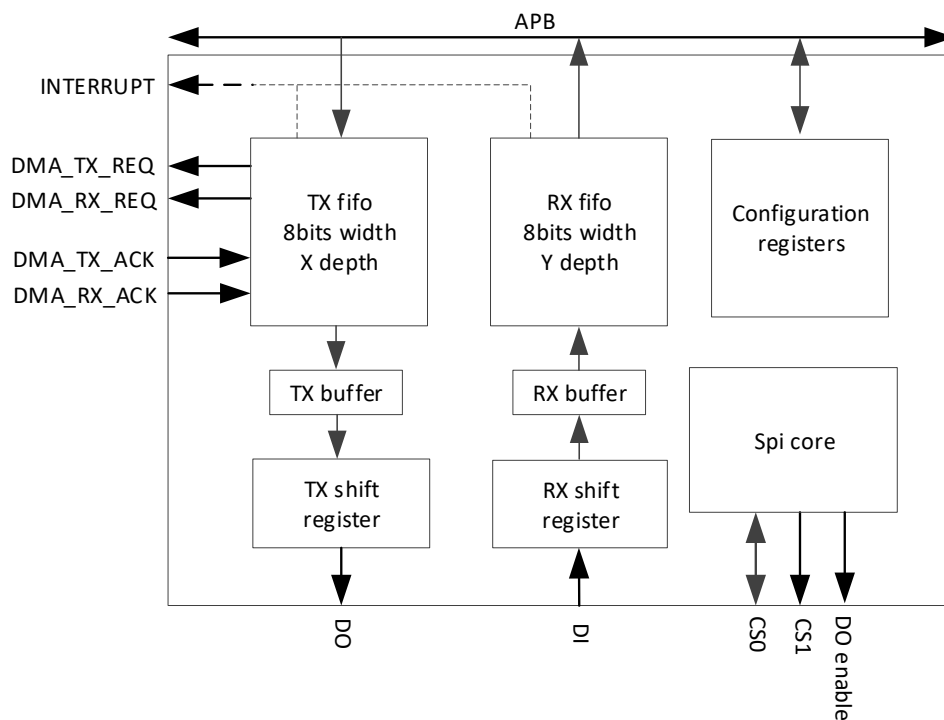 APB
INTERRUPT
DMA_TX_REQ
DMA_RX_REQ
DMA_TX_ACK
DMA_RX_ACK
TX fifo
8bits width
X depth
RX fifo
8bits width
Y depth
Configuration
registers
TX buffer
RX buffer
Spi core
TX shift
register
RX shift
register
DO
DI
CS0
CS1
DO enable